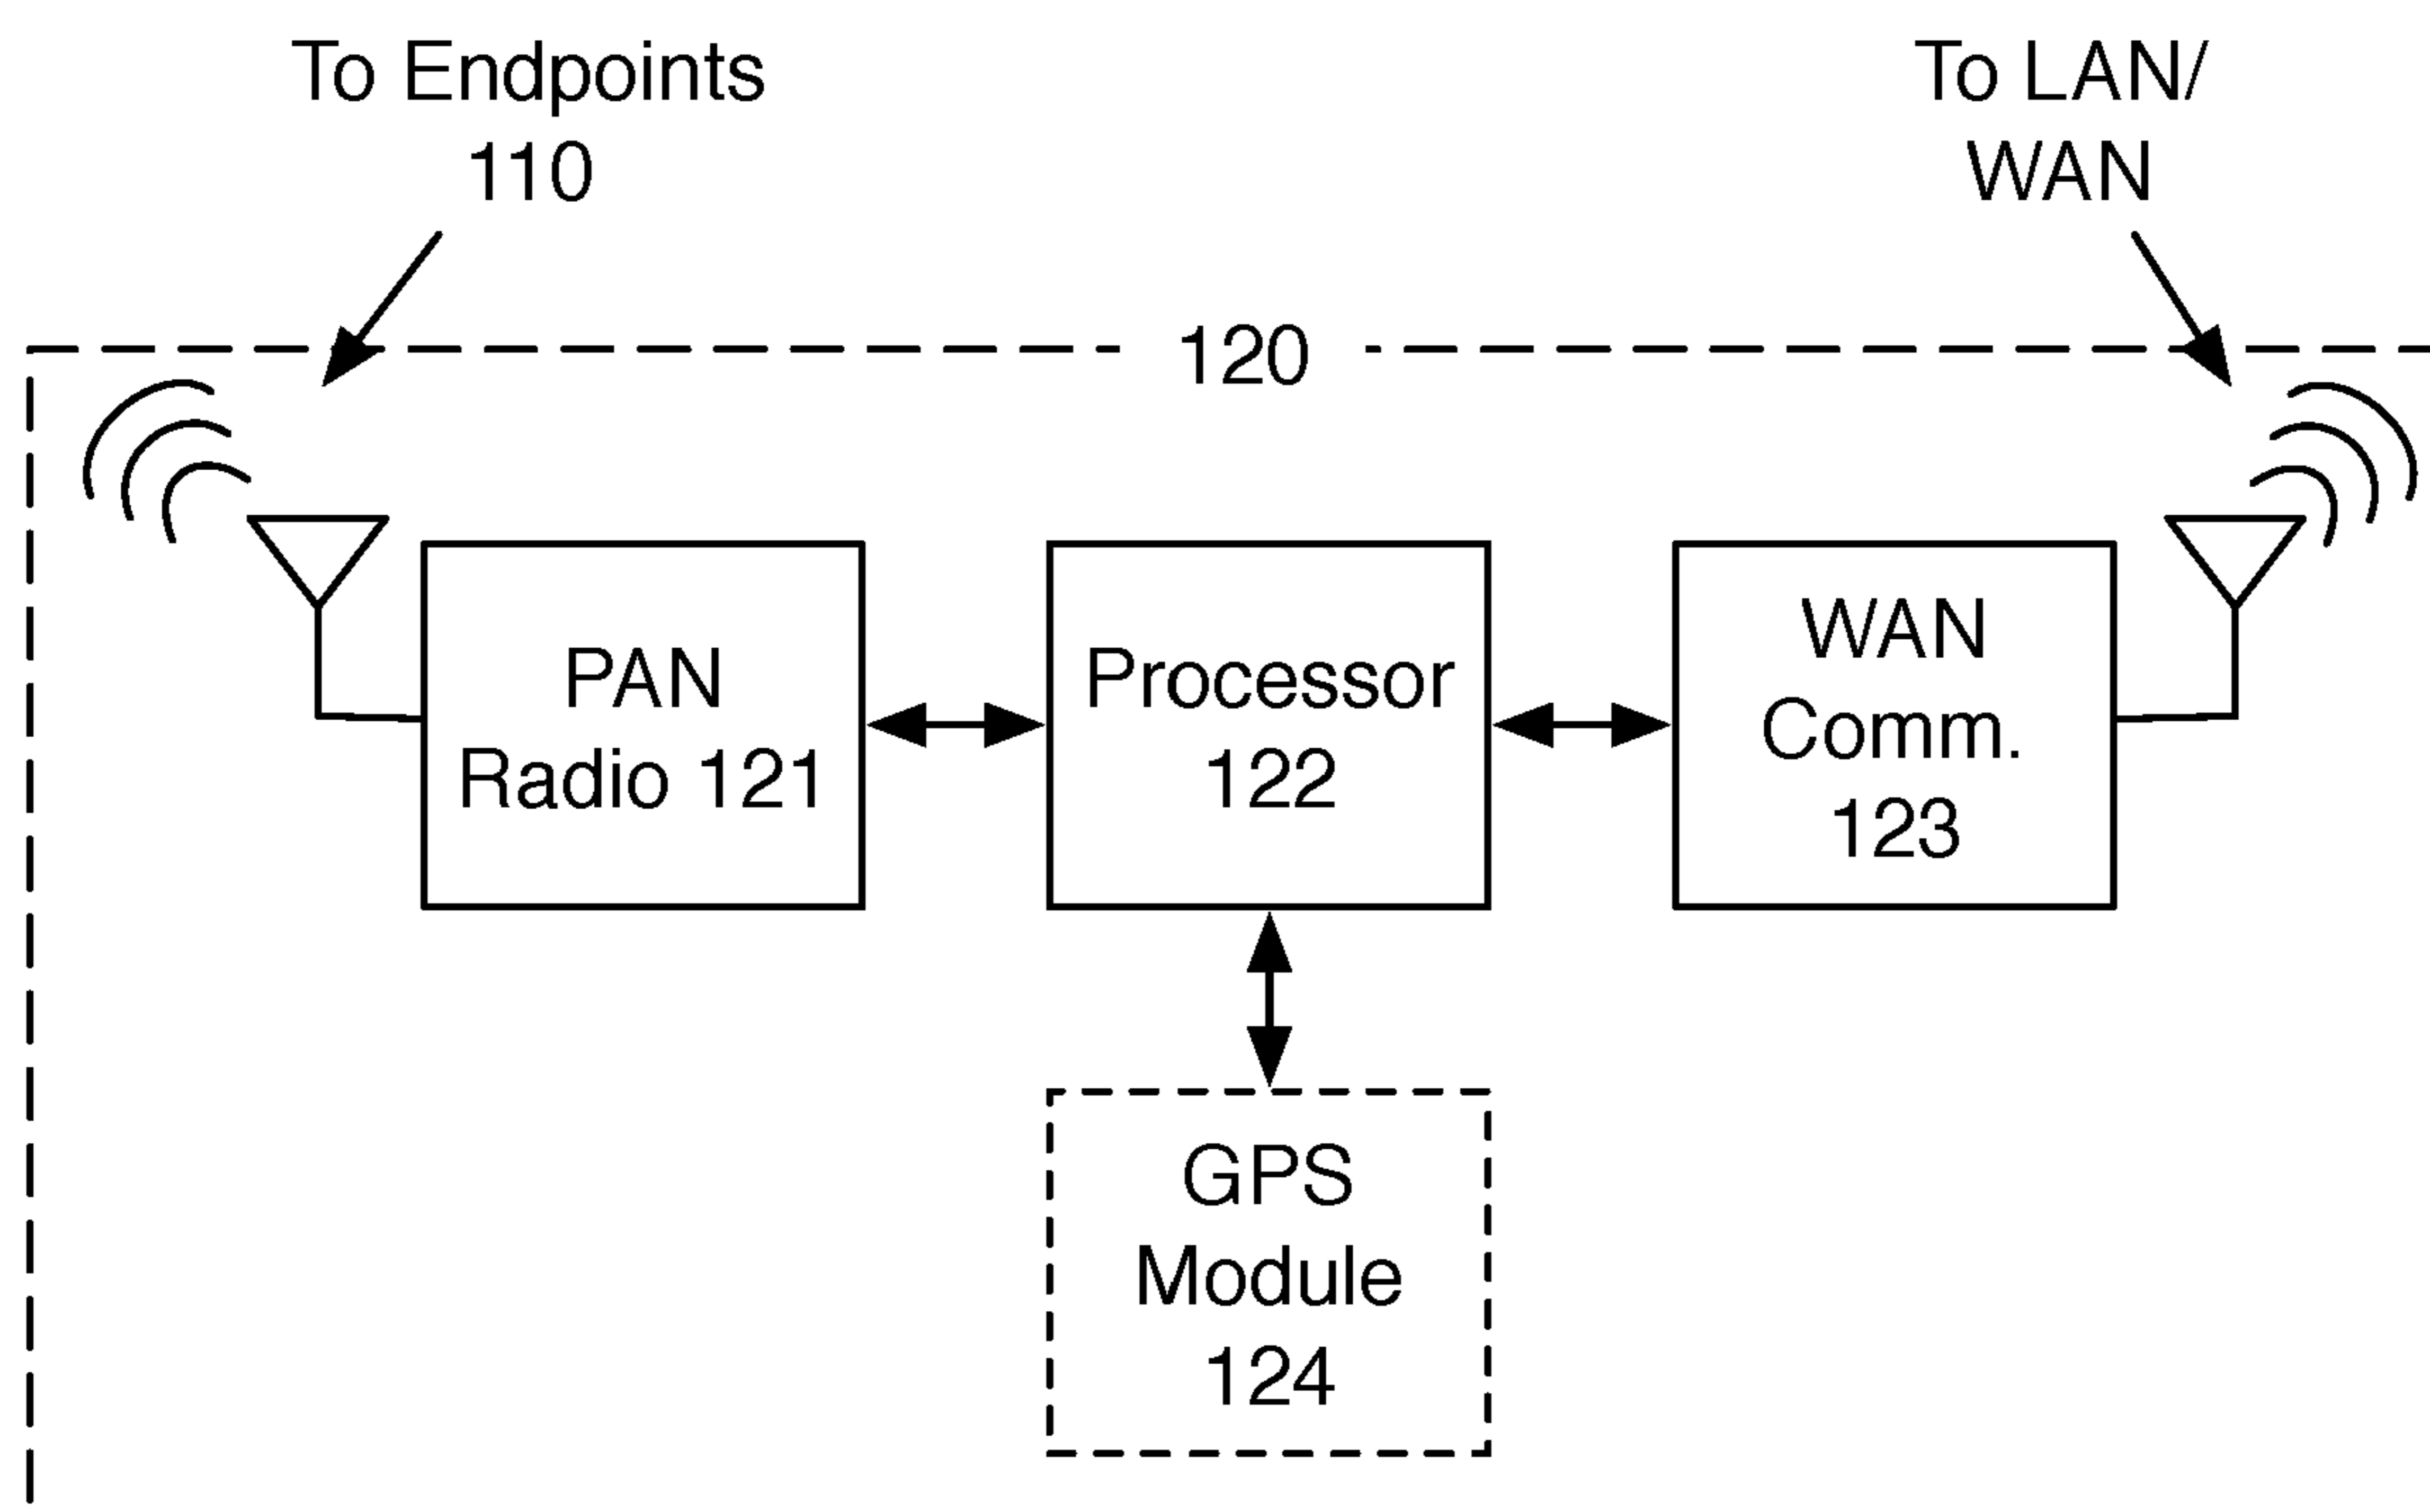 To Endpoints
110
To LAN/
WAN
120
PAN
Radio 121
Processor
122
WAN
Comm.
123
GPS
Module
124